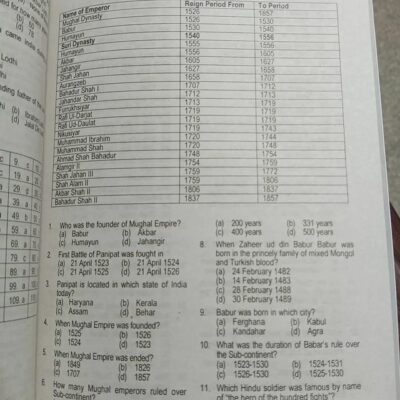 Name of Emperor Reign Period From To Period
Mughal Dynasty 1526 1857
Babur 1526 1530
Humayun 1530 1540
Suri Dynasty 1540 1556
Humayun 1555 1556
Akbar 1556 1605
Jahangir 1605 1627
Shah Jahan 1627 1658
Aurangzeb 1658 1707
Bahadur Shah I 1707 1712
Jahandar Shah 1712 1713
Furrukhsiyar 1713 1719
Rafi Ul-Darjat 1719 1719
Rafi Ud-Daulat 1719 1719
Nikusiyar 1719 1743
Muhammad Ibrahim 1720 1744
Muhammad Shah 1720 1748
Ahmad Shah Bahadur 1748 1754
Alamgir II 1754 1759
Shah Jahan III 1759 1772
Shah Alam II 1759 1806
Akbar Shah II 1806 1837
Bahadur Shah II 1837 1857
1. Who was the founder of Mughal Empire?
(a) Babur (b) Akbar
(c) Humayun (d) Jahangir
2. First Battle of Panipat was fought in
(a) 21 April 1523 (b) 21 April 1524
(c) 21 April 1525 (d) 21 April 1526
3. Panipat is located in which state of India
today?
(a) Haryana (b) Kerala
(c) Assam (d) Behar
4. When Mughal Empire was founded?
(a) 1525 (b) 1526
(c) 1524 (d) 1523
5. When Mughal Empire was ended?
(a) 1849 (b) 1826
(c) 1707 (d) 1857
6. How many Mughal emperors ruled over
Sub-Continent?
(a) 200 years (b) 331 years
(c) 400 years (d) 500 years
8. When Zaheer ud din Babur Babur was
born in the princely family of mixed Mongol
and Turkish blood?
(a) 24 February 1482
(b) 14 February 1483
(c) 28 February 1488
(d) 30 February 1489
9. Babur was born in which city?
(a) Ferghana (b) Kabul
(c) Kandahar (d) Agra
10. What was the duration of Babar's rule over
the Sub-continent?
(a) 1523-1530 (b) 1524-1531
(c) 1525-1530 (d) 1526-1530
11. Which Hindu soldier was famous by name
of "the hero of the hundred fights"?